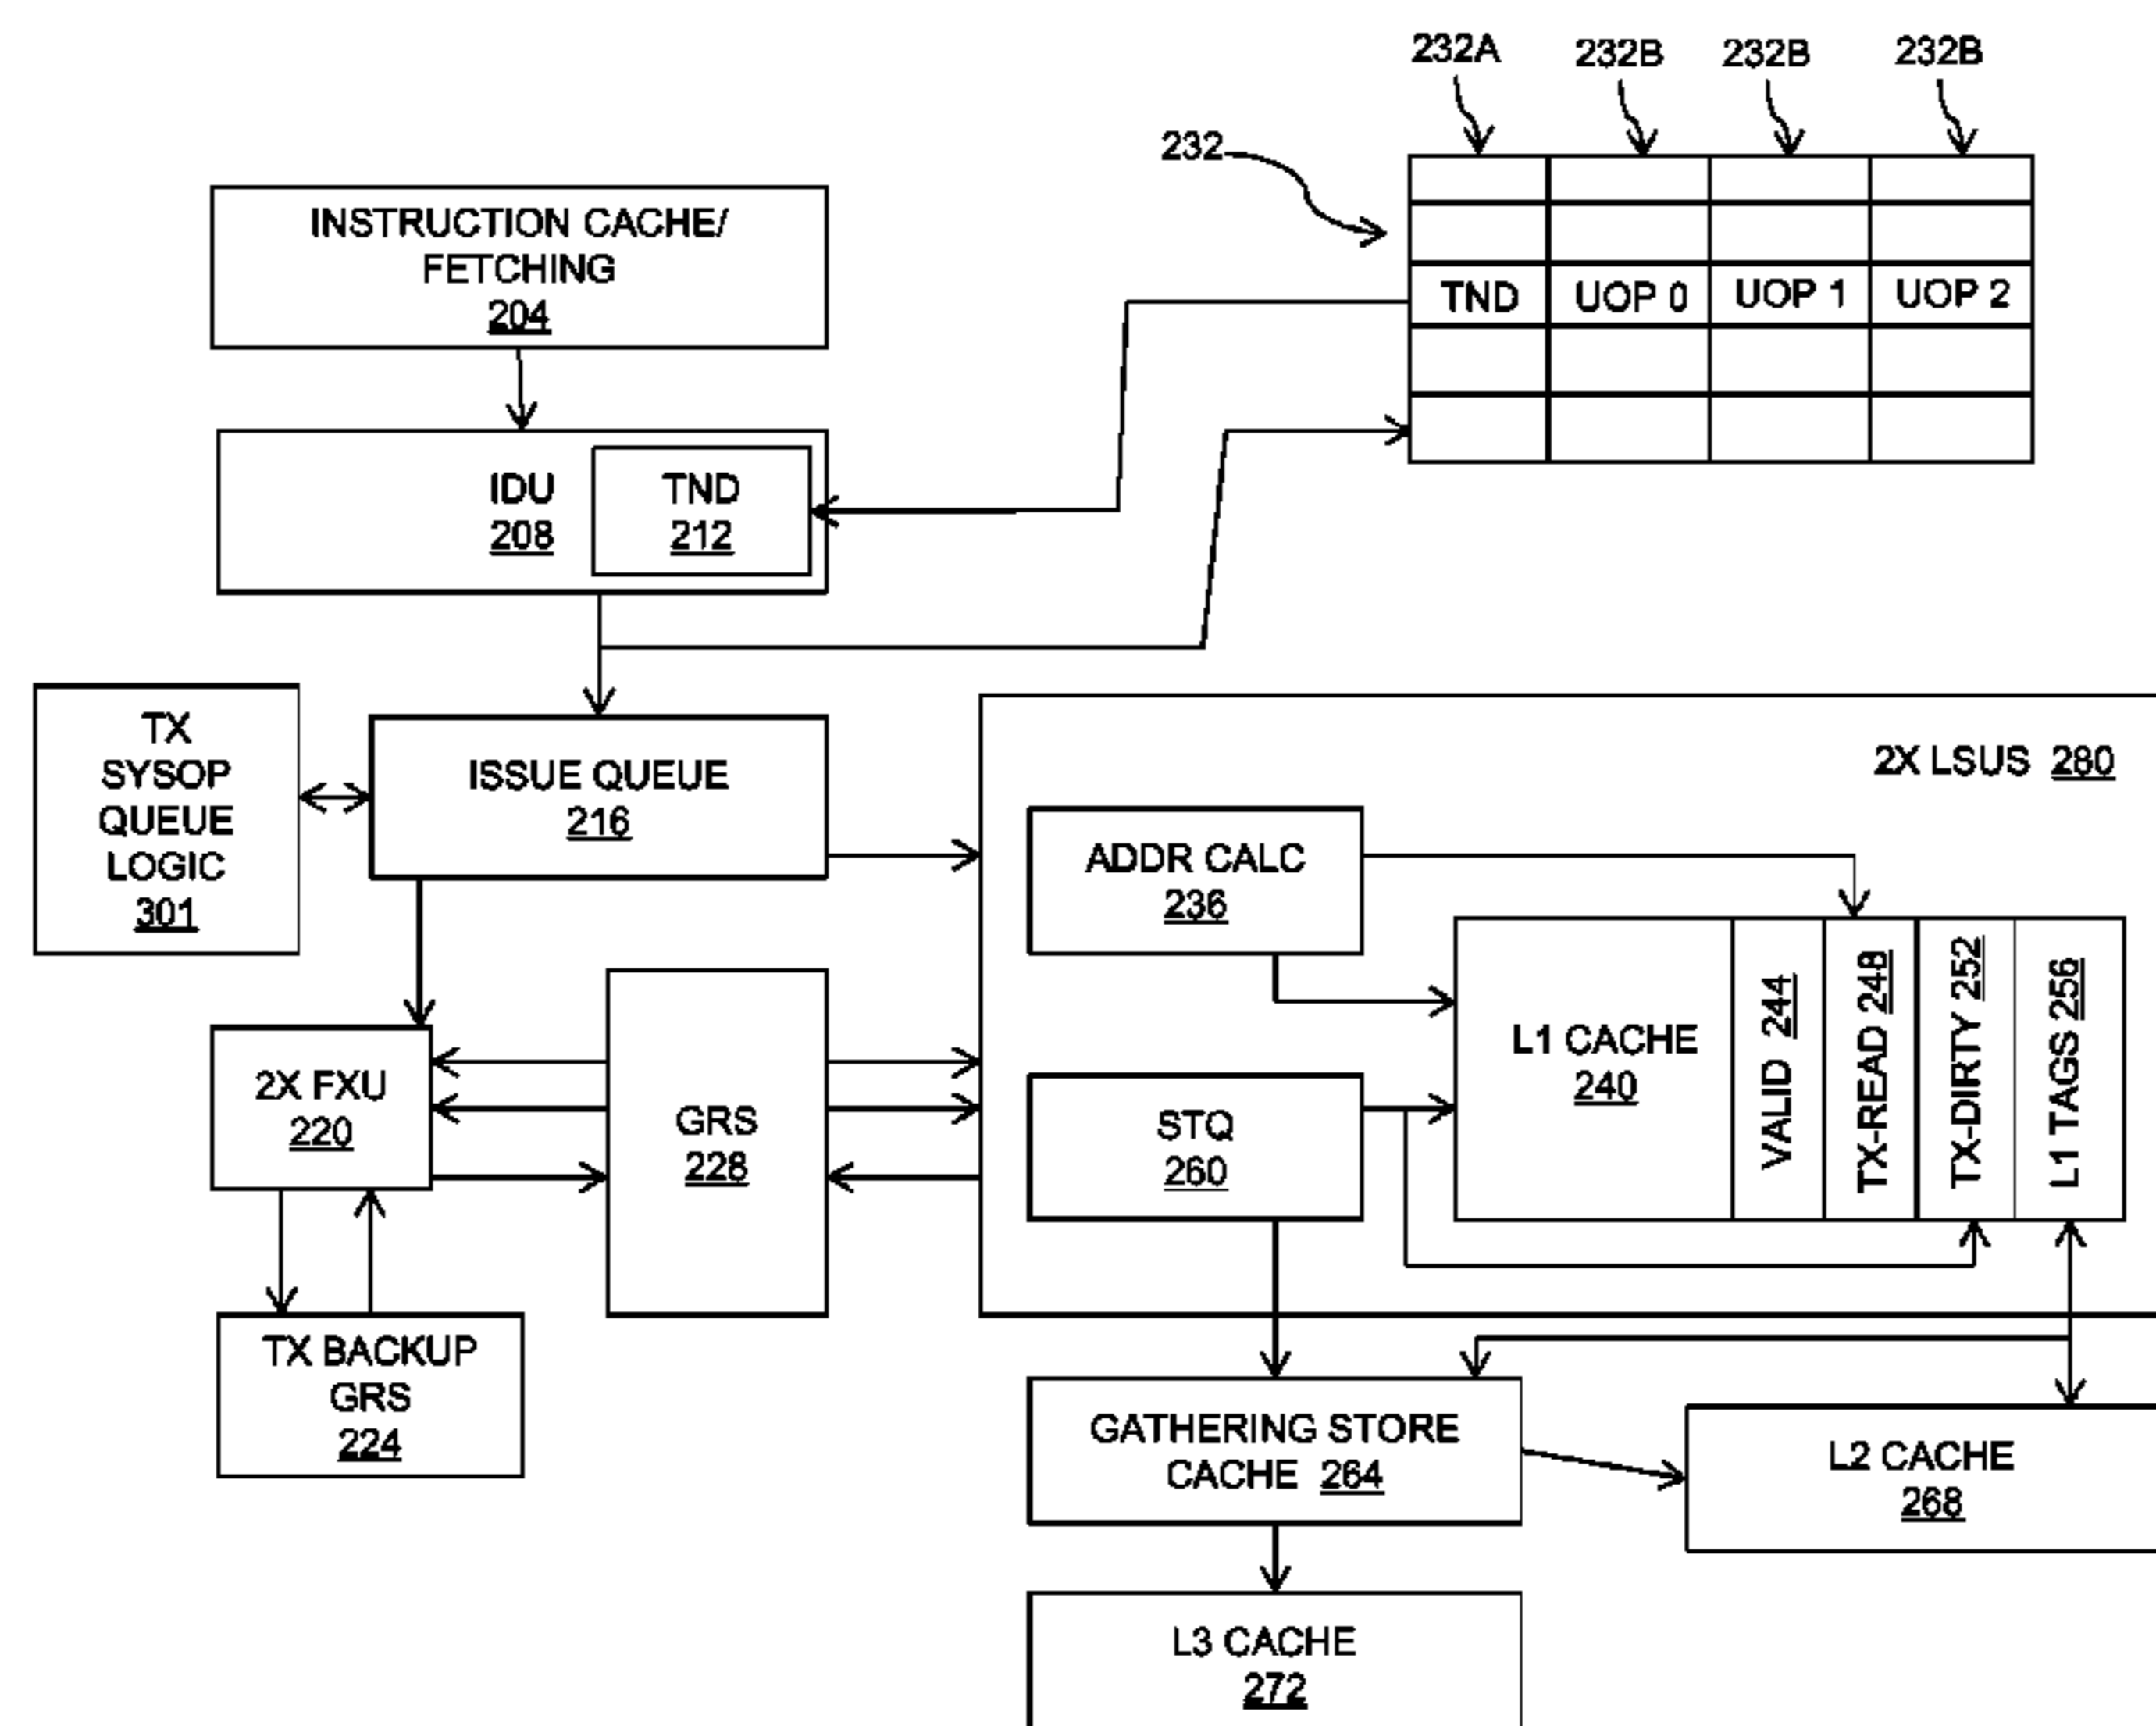 232A 232B 232B 232B
232
INSTRUCTION CACHE/
FETCHING
204
TND UOP 0 UOP 1 UOP 2
IDU
208
TND
212
TX
SYSOP
QUEUE
LOGIC
301
ISSUE QUEUE
216
2X LSUS 280
ADDR CALC
236
L1 CACHE
240
VALID 244
TX-READ 248
TX-DIRTY 252
L1 TAGS 256
2X FXU
220
GRS
228
STQ
260
TX BACKUP
GRS
224
GATHERING STORE
CACHE 264
L2 CACHE
268
L3 CACHE
272